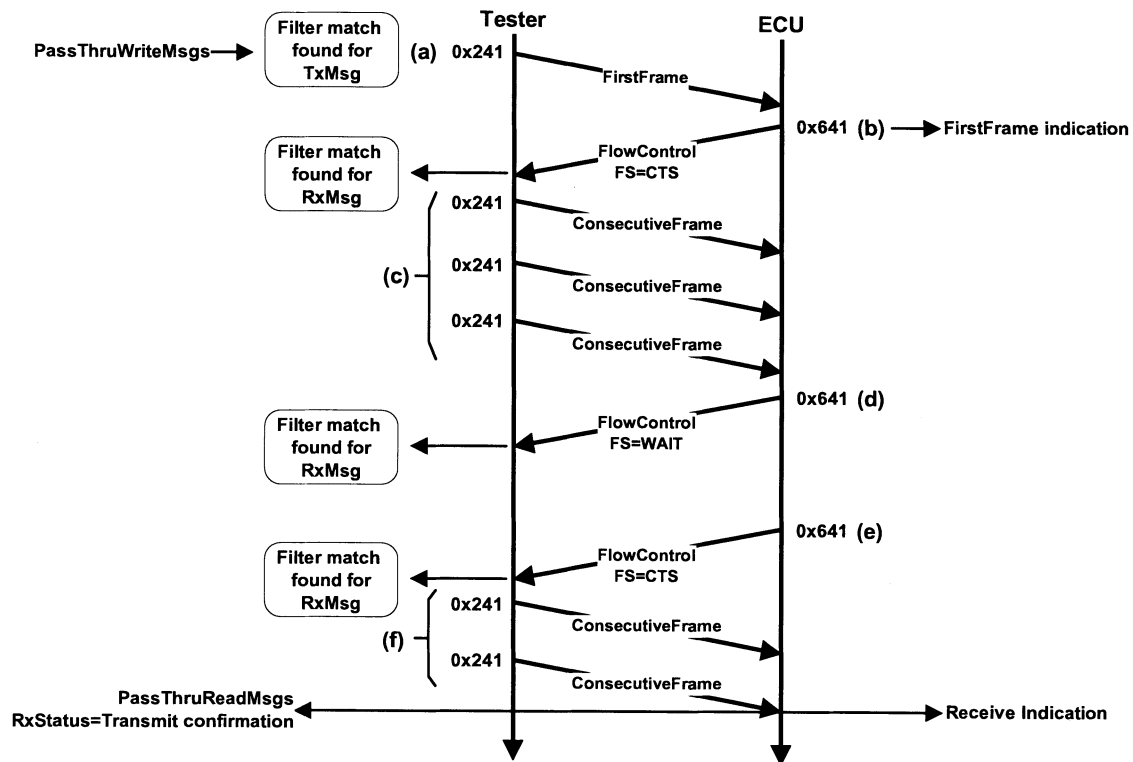 Tester
ECU
PassThruWriteMsgs
Filter match
found for
TxMsg
(a)
0x241
FirstFrame
0x641 (b)
FirstFrame indication
Filter match
found for
RxMsg
FlowControl
FS=CTS
(c)
0x241
ConsecutiveFrame
0x241
ConsecutiveFrame
0x241
ConsecutiveFrame
0x641 (d)
Filter match
found for
RxMsg
FlowControl
FS=WAIT
0x641 (e)
Filter match
found for
RxMsg
FlowControl
FS=CTS
(f)
0x241
ConsecutiveFrame
0x241
ConsecutiveFrame
PassThruReadMsgs
RxStatus=Transmit confirmation
Receive Indication